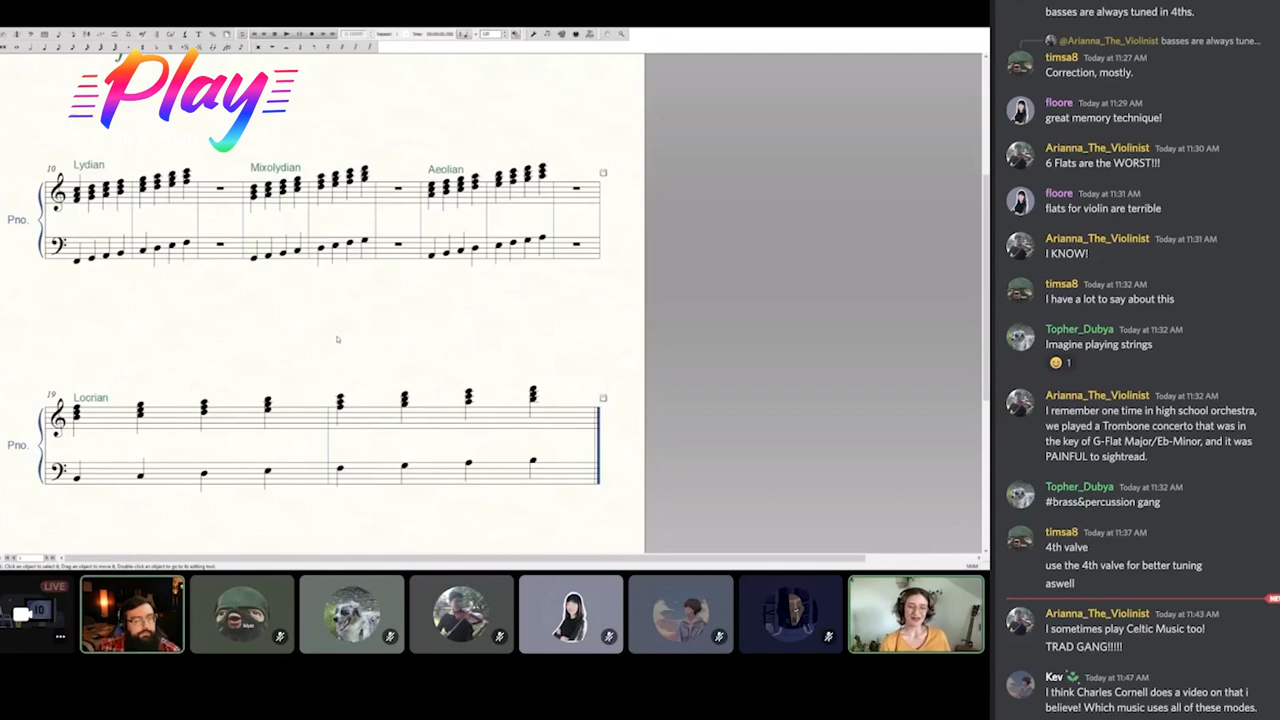 Play
10
Lydian
Mixolydian
Aeolian
Pno.
19
Locrian
Pno.
LIVE
basses are always tuned in 4ths.
@Arianna_The_Violinist basses are always tune...
timsa8 Today at 11:27 AM
Correction, mostly.
floore Today at 11:29 AM
great memory technique!
Arianna_The_Violinist Today at 11:30 AM
6 Flats are the WORST!!!
floore Today at 11:31 AM
flats for violin are terrible
Arianna_The_Violinist Today at 11:31 AM
I KNOW!
timsa8 Today at 11:32 AM
I have a lot to say about this
Topher_Dubya Today at 11:32 AM
Imagine playing strings
1
Arianna_The_Violinist Today at 11:32 AM
I remember one time in high school orchestra,
we played a Trombone concerto that was in
the key of G-Flat Major/Eb-Minor, and it was
PAINFUL to sightread.
Topher_Dubya Today at 11:32 AM
#brass&percussion gang
timsa8 Today at 11:37 AM
4th valve
use the 4th valve for better tuning
aswell
Arianna_The_Violinist Today at 11:43 AM
I sometimes play Celtic Music too!
TRAD GANG!!!!!
Kev Today at 11:47 AM
I think Charles Cornell does a video on that i
believe! Which music uses all of these modes.